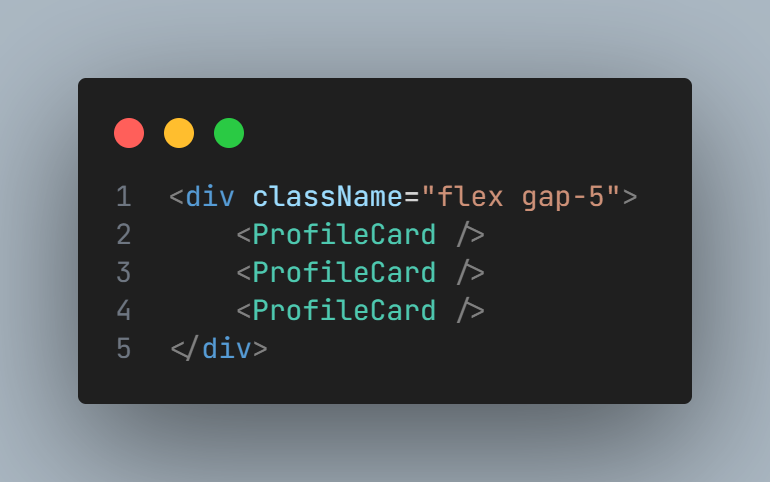 1 <div className="flex gap-5">
2     <ProfileCard />
3     <ProfileCard />
4     <ProfileCard />
5 </div>